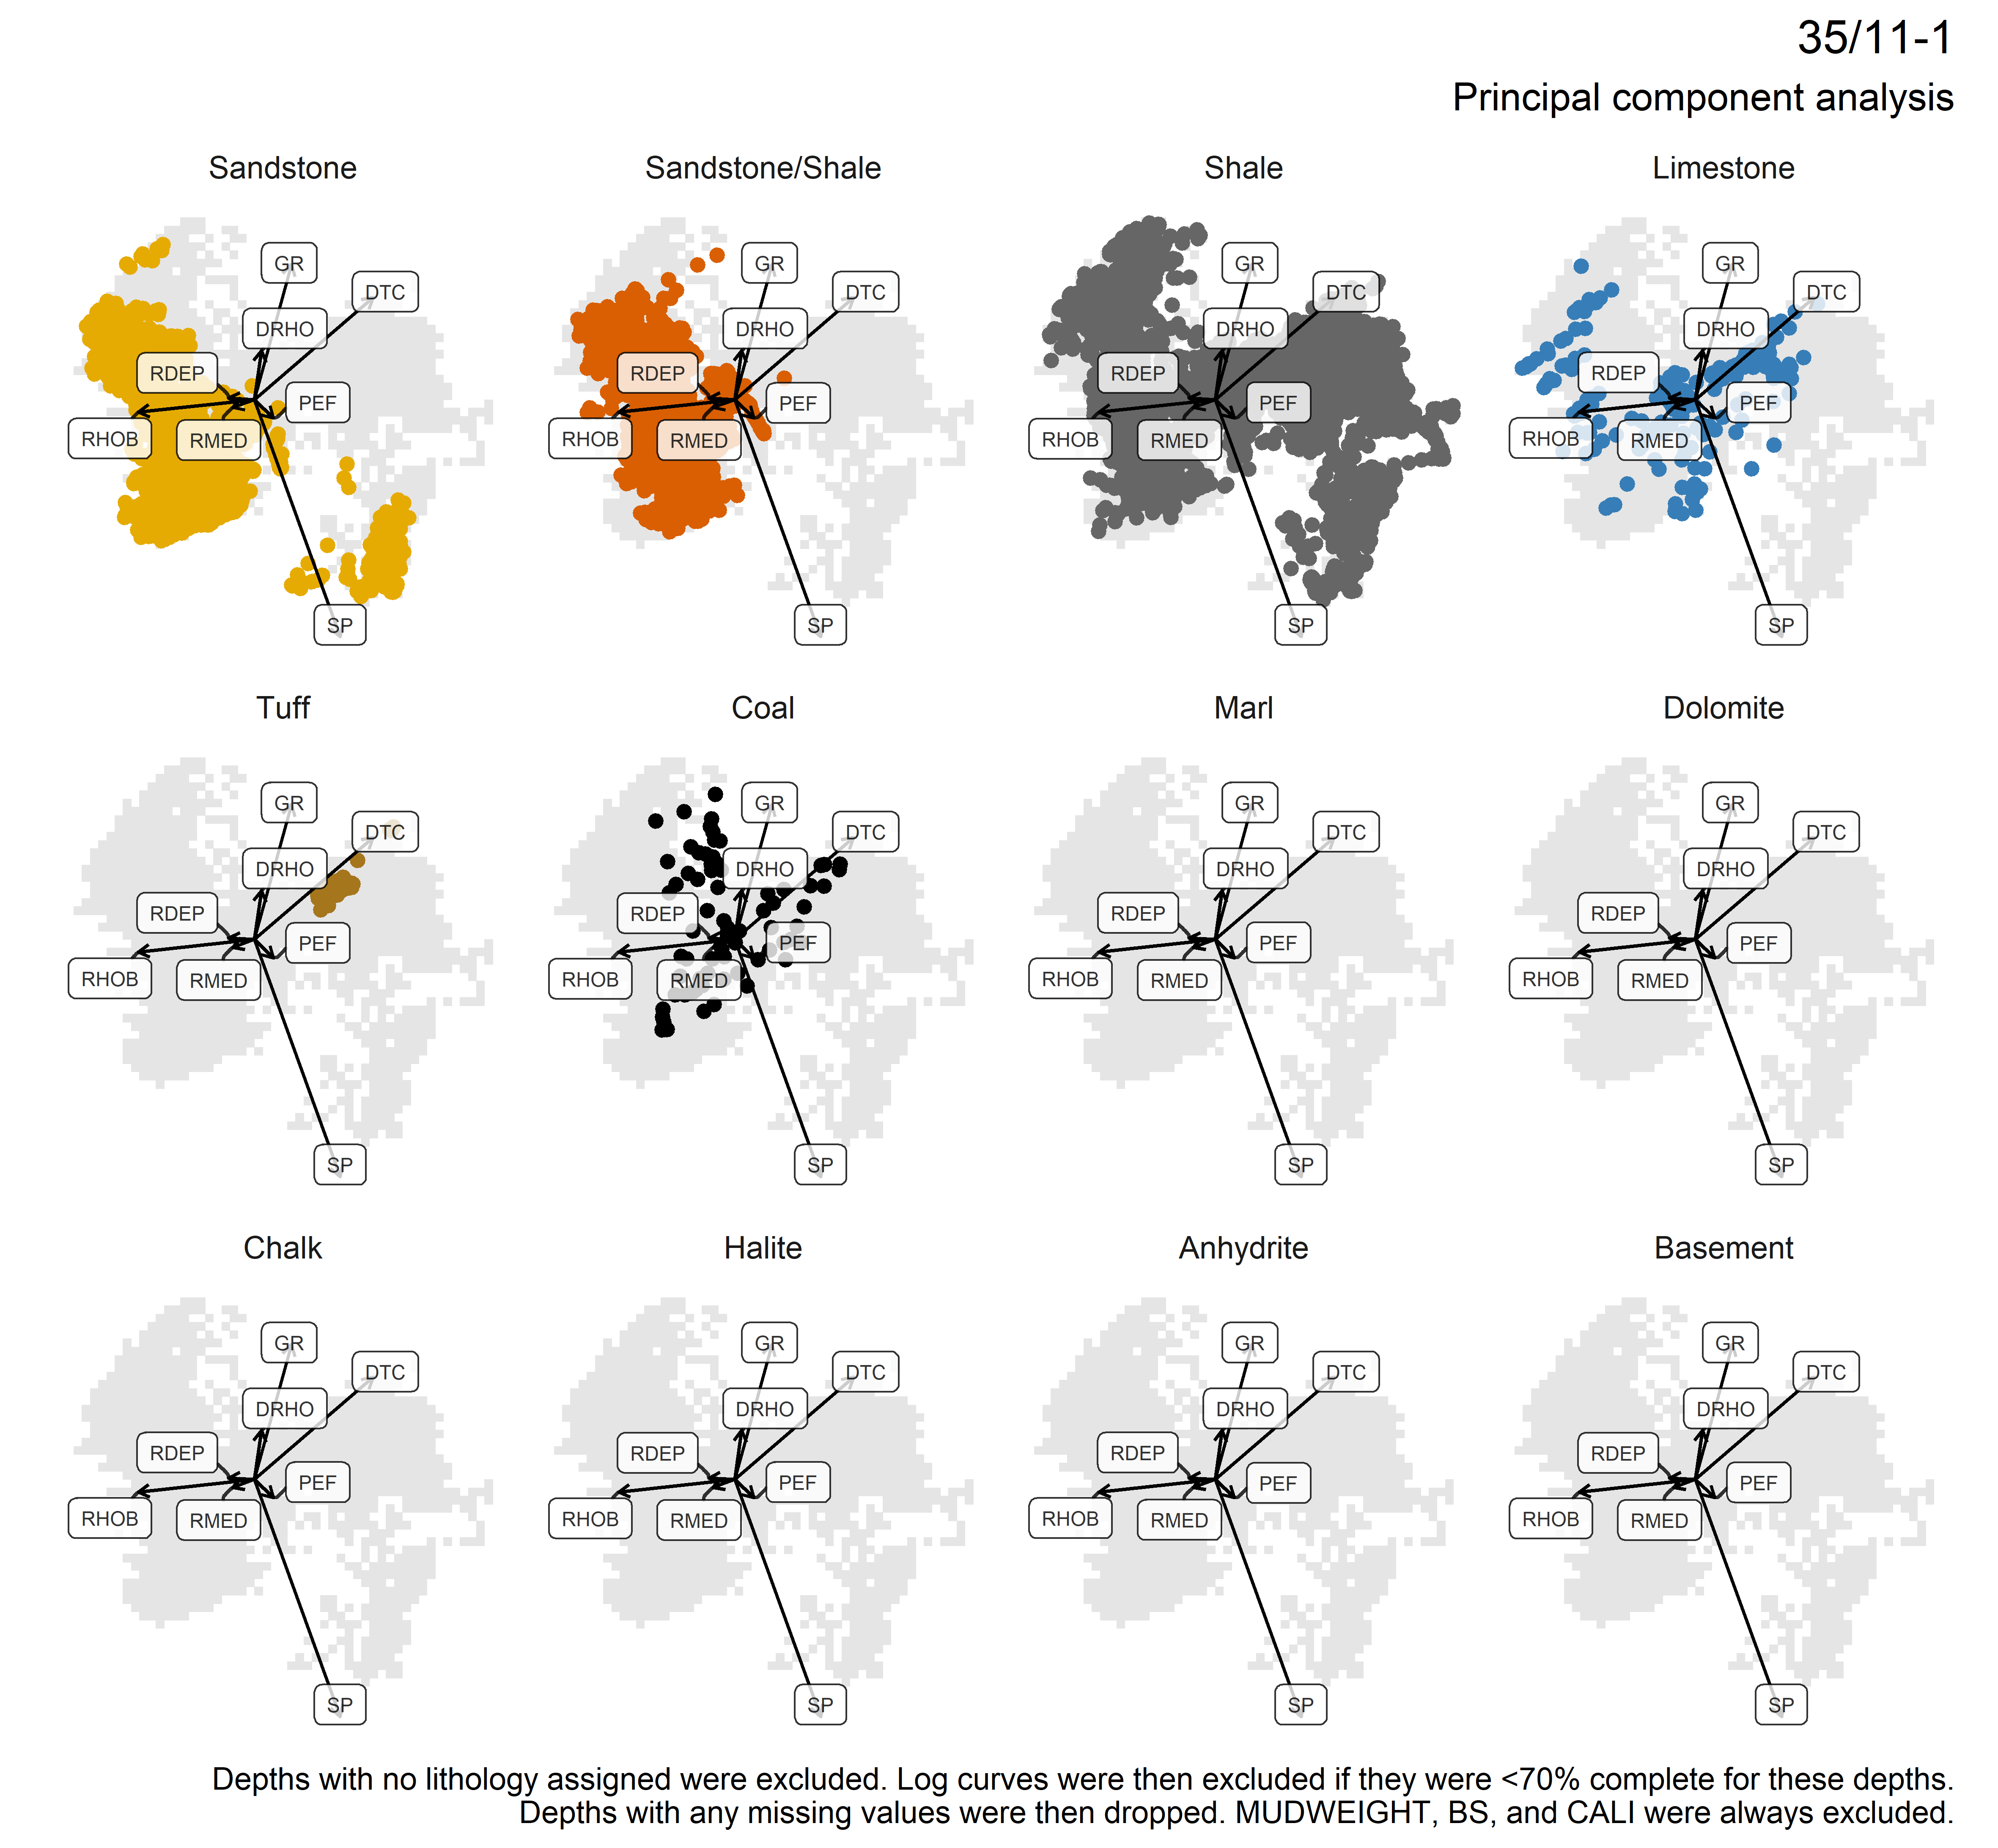 35/11-1
Principal component analysis
Sandstone
GR
DTC
DRHO
RDEP
PEF
RHOB
RMED
SP
Sandstone/Shale
GR
DTC
DRHO
RDEP
PEF
RHOB
RMED
SP
Shale
GR
DTC
DRHO
RDEP
PEF
RHOB
RMED
SP
Limestone
GR
DTC
DRHO
RDEP
PEF
RHOB
RMED
SP
Tuff
GR
DTC
DRHO
RDEP
PEF
RHOB
RMED
SP
Coal
GR
DTC
DRHO
RDEP
PEF
RHOB
RMED
SP
Marl
GR
DTC
DRHO
RDEP
PEF
RHOB
RMED
SP
Dolomite
GR
DTC
DRHO
RDEP
PEF
RHOB
RMED
SP
Chalk
GR
DTC
DRHO
RDEP
PEF
RHOB
RMED
SP
Halite
GR
DTC
DRHO
RDEP
PEF
RHOB
RMED
SP
Anhydrite
GR
DTC
DRHO
RDEP
PEF
RHOB
RMED
SP
Basement
GR
DTC
DRHO
RDEP
PEF
RHOB
RMED
SP
Depths with no lithology assigned were excluded. Log curves were then excluded if they were <70% complete for these depths.
Depths with any missing values were then dropped. MUDWEIGHT, BS, and CALI were always excluded.